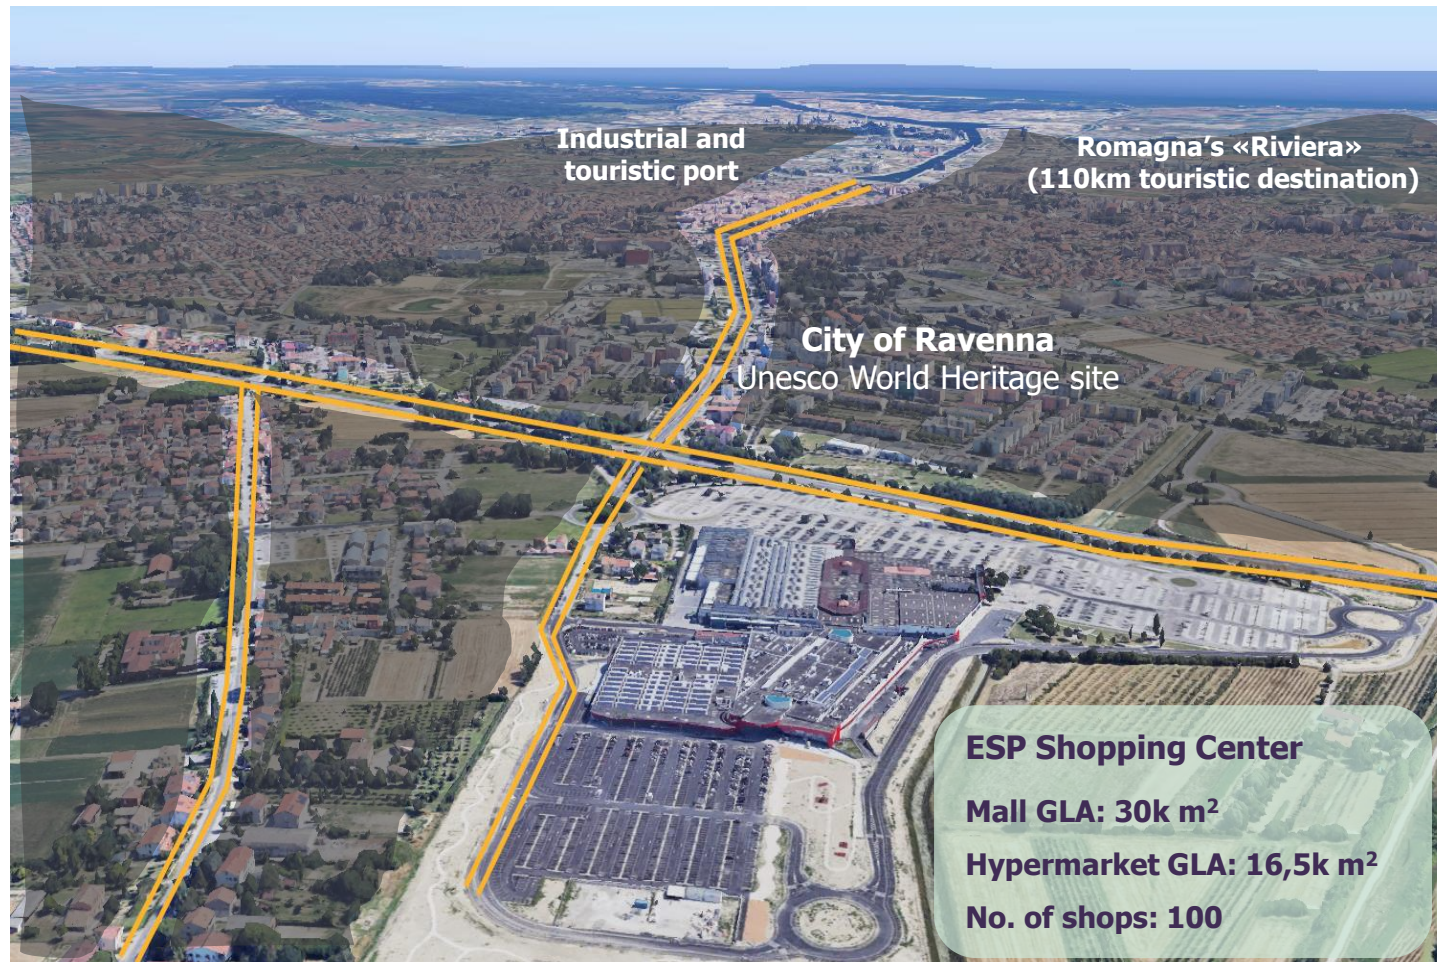 Industrial and
touristic port
Romagna's «Riviera»
(110km touristic destination)
City of Ravenna
Unesco World Heritage site
ESP Shopping Center
Mall GLA: 30k m²
Hypermarket GLA: 16,5k m²
No. of shops: 100